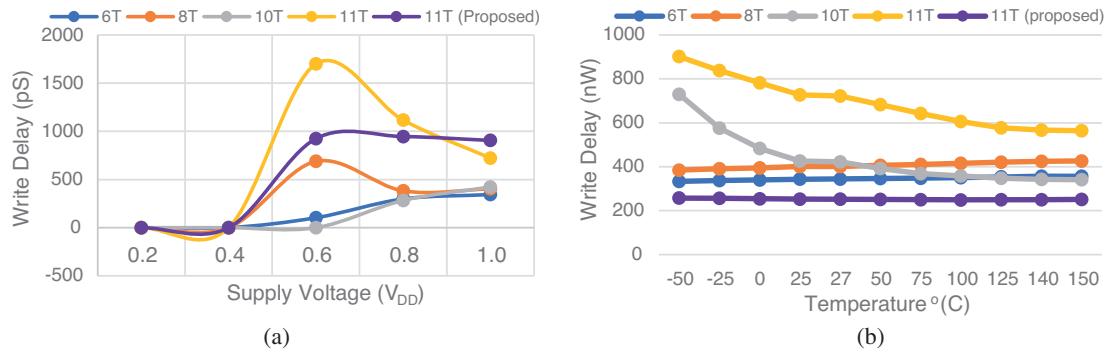 6T 8T 10T 11T 11T (Proposed)
2000
1500
1000
500
0
-500
Write Delay (pS)
0.2 0.4 0.6 0.8 1.0
Supply Voltage (VDD)
(a)
6T 8T 10T 11T 11T (proposed)
1000
800
600
400
200
0
Write Delay (nW)
-50 -25 0 25 27 50 75 100 125 140 150
Temperature o(C)
(b)